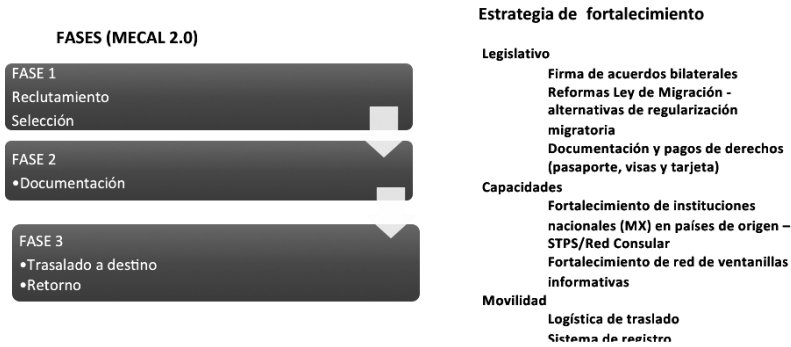 FASES (MECAL 2.0)
FASE 1
Reclutamiento
Selección
FASE 2
•Documentación
FASE 3
•Trasalado a destino
•Retorno
Estrategia de fortalecimiento
Legislativo
Firma de acuerdos bilaterales
Reformas Ley de Migración -
alternativas de regularización
migratoria
Documentación y pagos de derechos
(pasaporte, visas y tarjeta)
Capacidades
Fortalecimiento de instituciones
nacionales (MX) en países de origen –
STPS/Red Consular
Fortalecimiento de red de ventanillas
informativas
Movilidad
Logística de traslado
Sistema de registro